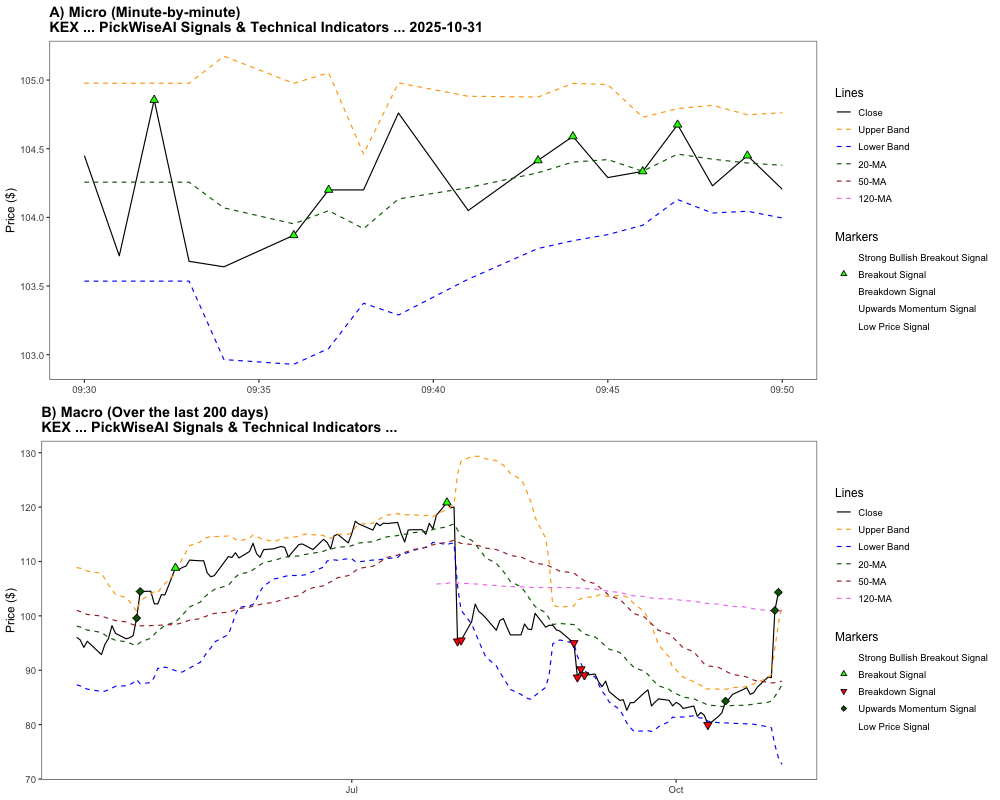 A) Micro (Minute-by-minute)
KEX ... PickWiseAI Signals & Technical Indicators ... 2025-10-31
Price ($)
105.0
104.5
104.0
103.5
103.0
09:30
09:35
09:40
09:45
09:50
Lines
Close
Upper Band
Lower Band
20-MA
50-MA
120-MA
Markers
Strong Bullish Breakout Signal
Breakout Signal
Breakdown Signal
Upwards Momentum Signal
Low Price Signal
B) Macro (Over the last 200 days)
KEX ... PickWiseAI Signals & Technical Indicators ...
Price ($)
130
120
110
100
90
80
70
Jul
Oct
Lines
Close
Upper Band
Lower Band
20-MA
50-MA
120-MA
Markers
Strong Bullish Breakout Signal
Breakout Signal
Breakdown Signal
Upwards Momentum Signal
Low Price Signal